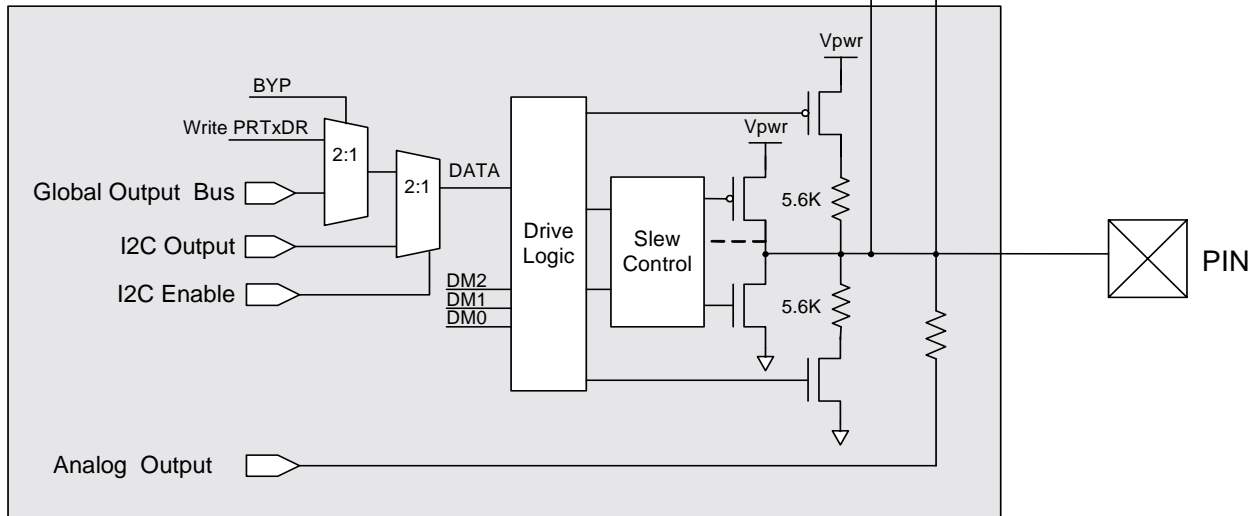 Vpwr
BYP
Write PRTxDR
Vpwr
2:1
DATA
2:1
Global Output Bus
5.6K
Drive
Logic
Slew
Control
I2C Output
PIN
I2C Enable
DM2
DM1
DM0
5.6K
Analog Output